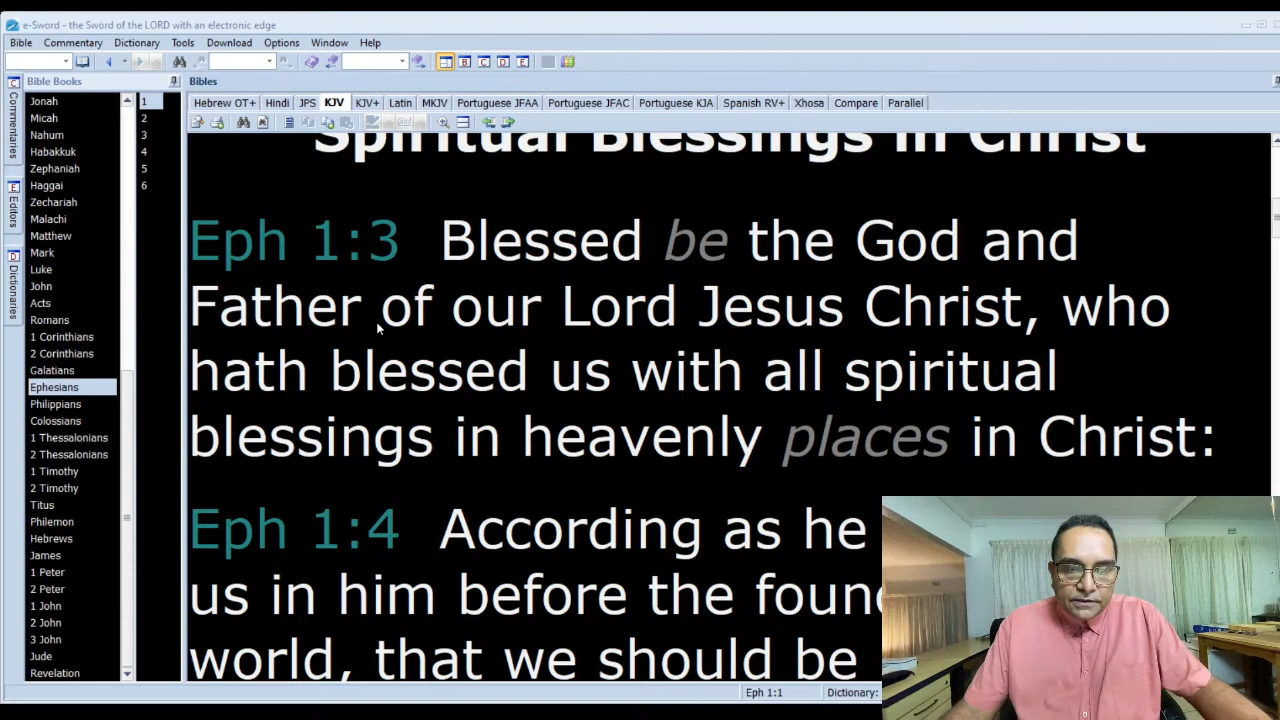 e-Sword - the Sword of the LORD with an electronic edge
Bible Commentary Dictionary Tools Download Options Window Help
B C D E
Bible Books
Bibles
Commentaries
Editors
Dictionaries
Hebrew OT+ Hindi JPS KJV KJV+ Latin MKJV Portuguese JFAA Portuguese JFAC Portuguese KJA Spanish RV+ Xhosa Compare Parallel
Jonah
Micah
Nahum
Habakkuk
Zephaniah
Haggai
Zechariah
Malachi
Matthew
Mark
Luke
John
Acts
Romans
1 Corinthians
2 Corinthians
Galatians
Ephesians
Philippians
Colossians
1 Thessalonians
2 Thessalonians
1 Timothy
2 Timothy
Titus
Philemon
Hebrews
James
1 Peter
2 Peter
1 John
2 John
3 John
Jude
Revelation
1
2
3
4
5
6
Spiritual Blessings in Christ
Eph 1:3 Blessed be the God and
Father of our Lord Jesus Christ, who
hath blessed us with all spiritual
blessings in heavenly places in Christ:
Eph 1:4 According as he
us in him before the
world, that we should be
Eph 1:1 Dictionary: